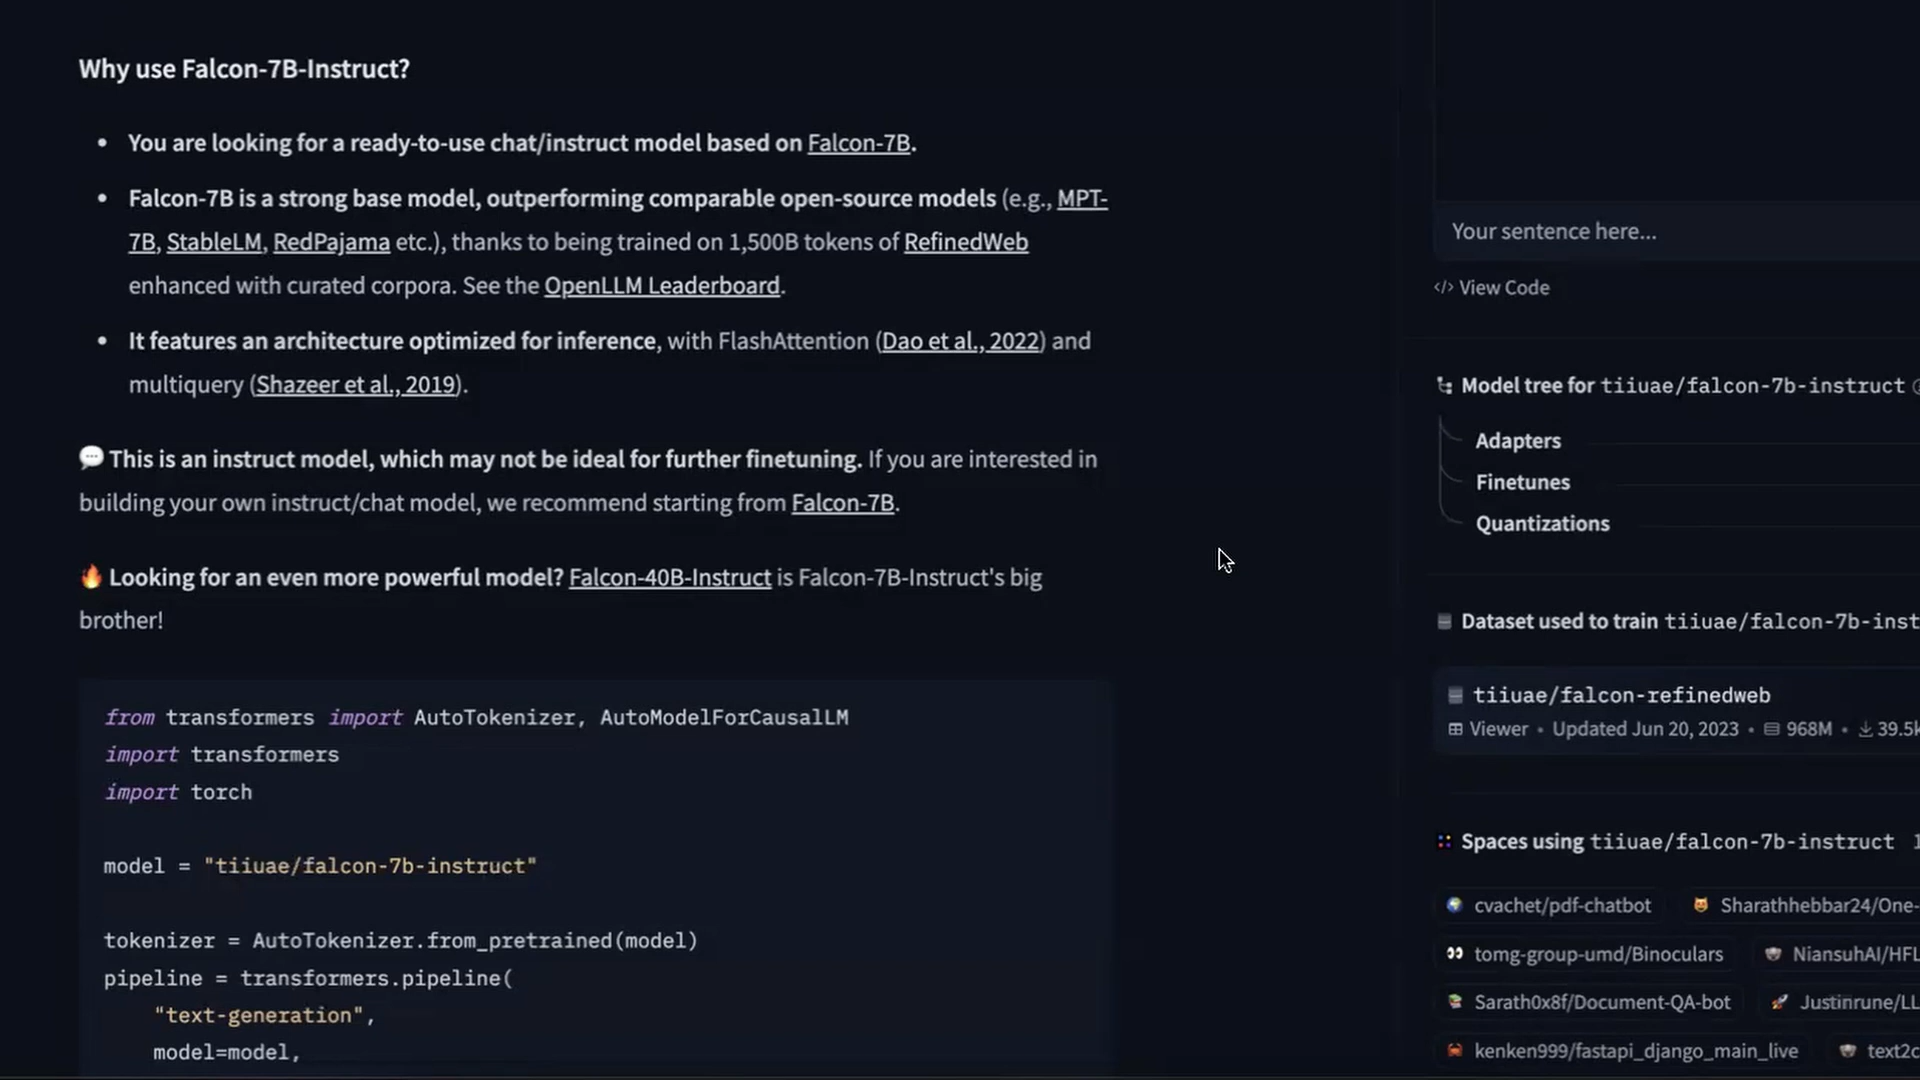 Why use Falcon-7B-Instruct?
• You are looking for a ready-to-use chat/instruct model based on Falcon-7B.
• Falcon-7B is a strong base model, outperforming comparable open-source models (e.g., MPT-
7B, StableLM, RedPajama etc.), thanks to being trained on 1,500B tokens of RefinedWeb
enhanced with curated corpora. See the OpenLLM Leaderboard.
• It features an architecture optimized for inference, with FlashAttention (Dao et al., 2022) and
multiquery (Shazeer et al., 2019).
💬 This is an instruct model, which may not be ideal for further finetuning. If you are interested in
building your own instruct/chat model, we recommend starting from Falcon-7B.
🔥 Looking for an even more powerful model? Falcon-40B-Instruct is Falcon-7B-Instruct's big
brother!
from transformers import AutoTokenizer, AutoModelForCausalLM
import transformers
import torch
model = "tiiuae/falcon-7b-instruct"
tokenizer = AutoTokenizer.from_pretrained(model)
pipeline = transformers.pipeline(
"text-generation",
model=model,
Your sentence here...
</> View Code
Model tree for tiiuae/falcon-7b-instruct
Adapters
Finetunes
Quantizations
Dataset used to train tiiuae/falcon-7b-inst
tiiuae/falcon-refinedweb
Viewer • Updated Jun 20, 2023 • 968M • 39.5k
Spaces using tiiuae/falcon-7b-instruct
cvachet/pdf-chatbot Sharathhebbar24/One-
tomg-group-umd/Binoculars NiansuhAI/HFL
Sarath0x8f/Document-QA-bot Justinrune/LL
kenken999/fastapi_django_main_live text2c